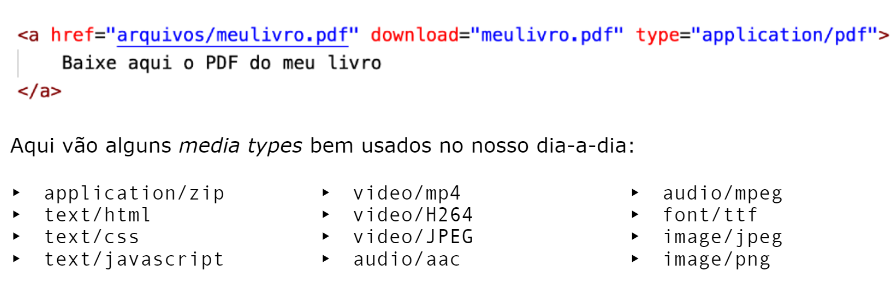 <a href="arquivos/meulivro.pdf" download="meulivro.pdf" type="application/pdf">
Baixe aqui o PDF do meu livro
</a>
Aqui vão alguns media types bem usados no nosso dia-a-dia:
‣ application/zip
‣ text/html
‣ text/css
‣ text/javascript
‣ video/mp4
‣ video/H264
‣ video/JPEG
‣ audio/aac
‣ audio/mpeg
‣ font/ttf
‣ image/jpeg
‣ image/png